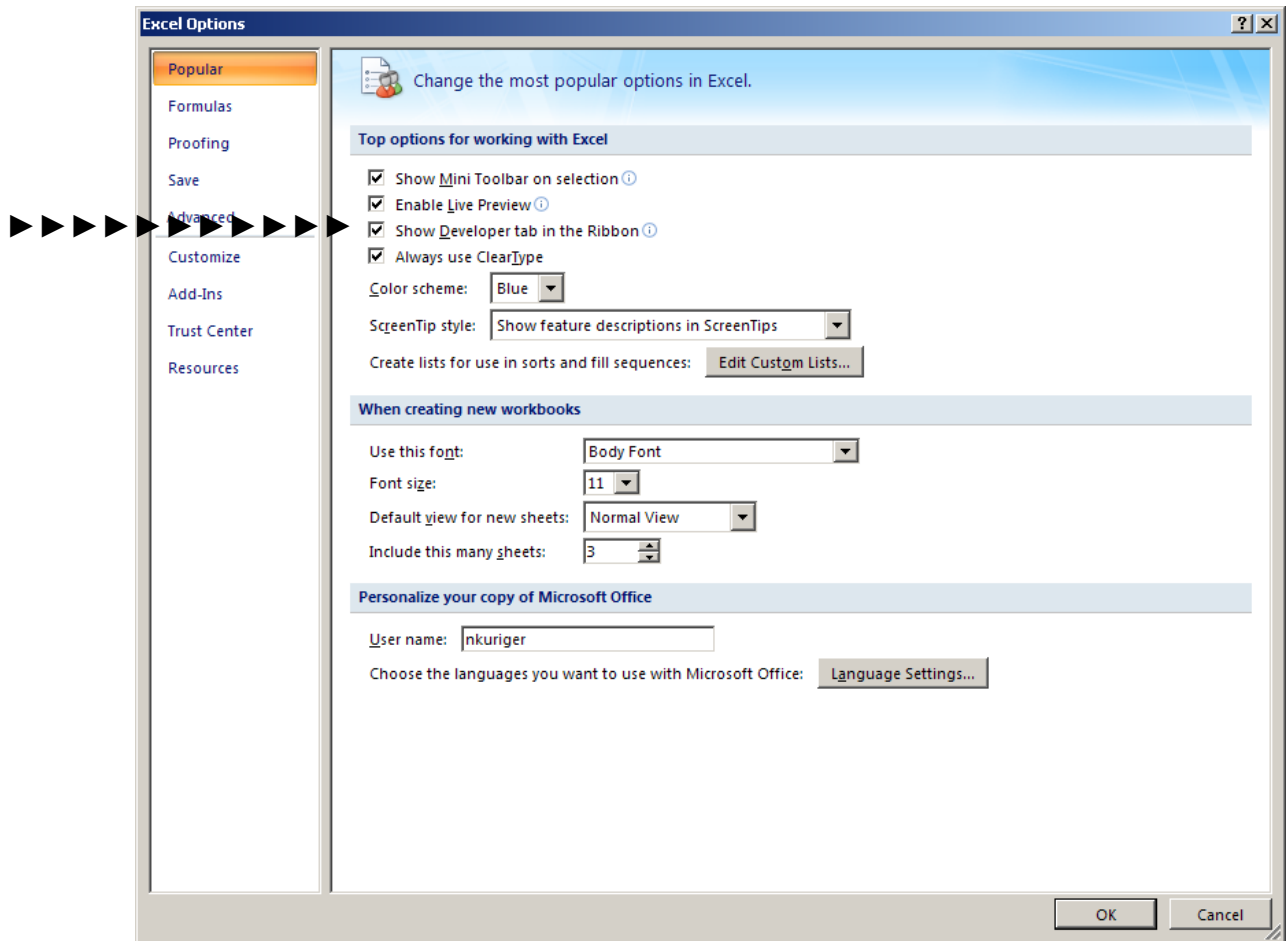 Excel Options
Popular
Formulas
Proofing
Save
Advanced
Customize
Add-Ins
Trust Center
Resources
Change the most popular options in Excel.
Top options for working with Excel
Show Mini Toolbar on selection
Enable Live Preview
Show Developer tab in the Ribbon
Always use ClearType
Color scheme: Blue
ScreenTip style: Show feature descriptions in ScreenTips
Create lists for use in sorts and fill sequences: Edit Custom Lists...
When creating new workbooks
Use this font: Body Font
Font size: 11
Default view for new sheets: Normal View
Include this many sheets: 3
Personalize your copy of Microsoft Office
User name: nkuriger
Choose the languages you want to use with Microsoft Office: Language Settings...
OK Cancel